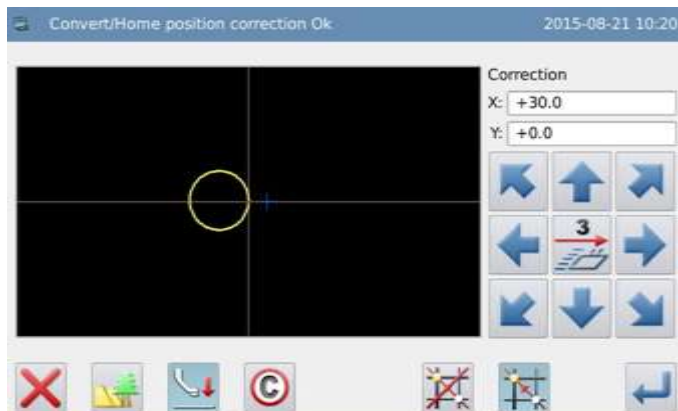 Convert/Home position correction Ok 2015-08-21 10:20
Correction
X: +30.0
Y: +0.0
3
C